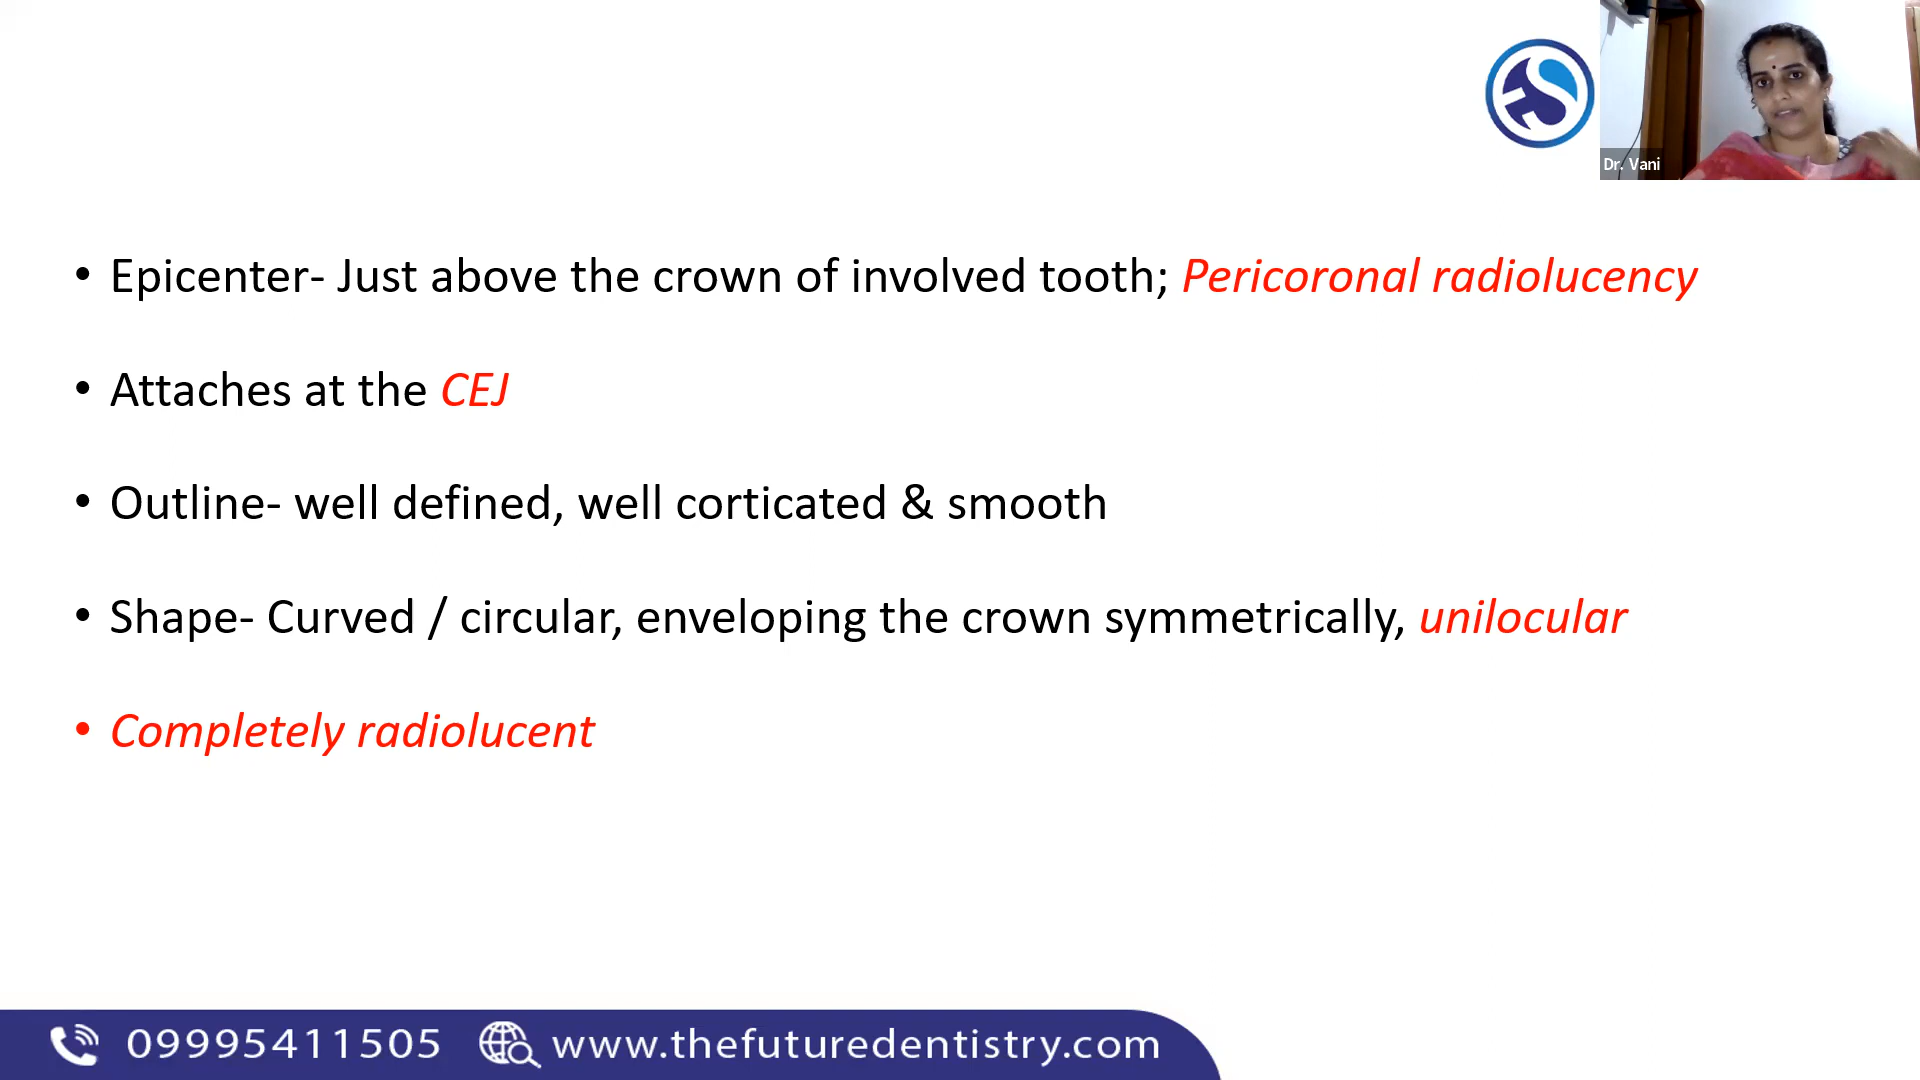 Dr. Vani
• Epicenter- Just above the crown of involved tooth; Pericoronal radiolucency
• Attaches at the CEJ
• Outline- well defined, well corticated & smooth
• Shape- Curved / circular, enveloping the crown symmetrically, unilocular
• Completely radiolucent
09995411505 www.thefuturedentistry.com